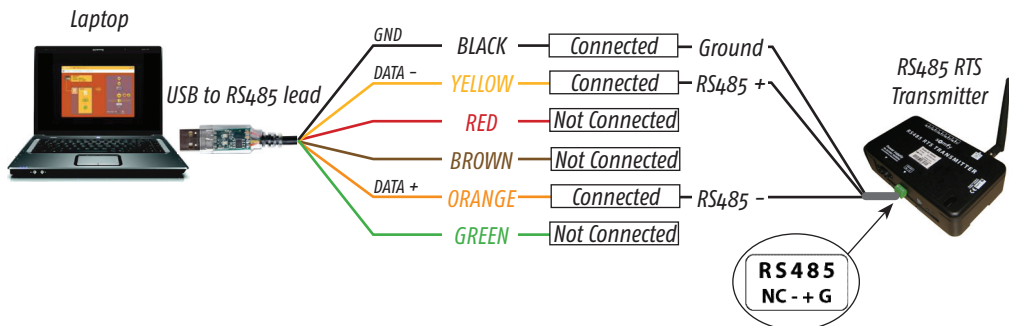 Laptop
USB to RS485 lead
GND BLACK Connected Ground
DATA - YELLOW Connected RS485 +
RED Not Connected
BROWN Not Connected
DATA + ORANGE Connected RS485 -
GREEN Not Connected
RS485 RTS
Transmitter
somfy
RS485 RTS TRANSMITTER
RS485
NC - + G